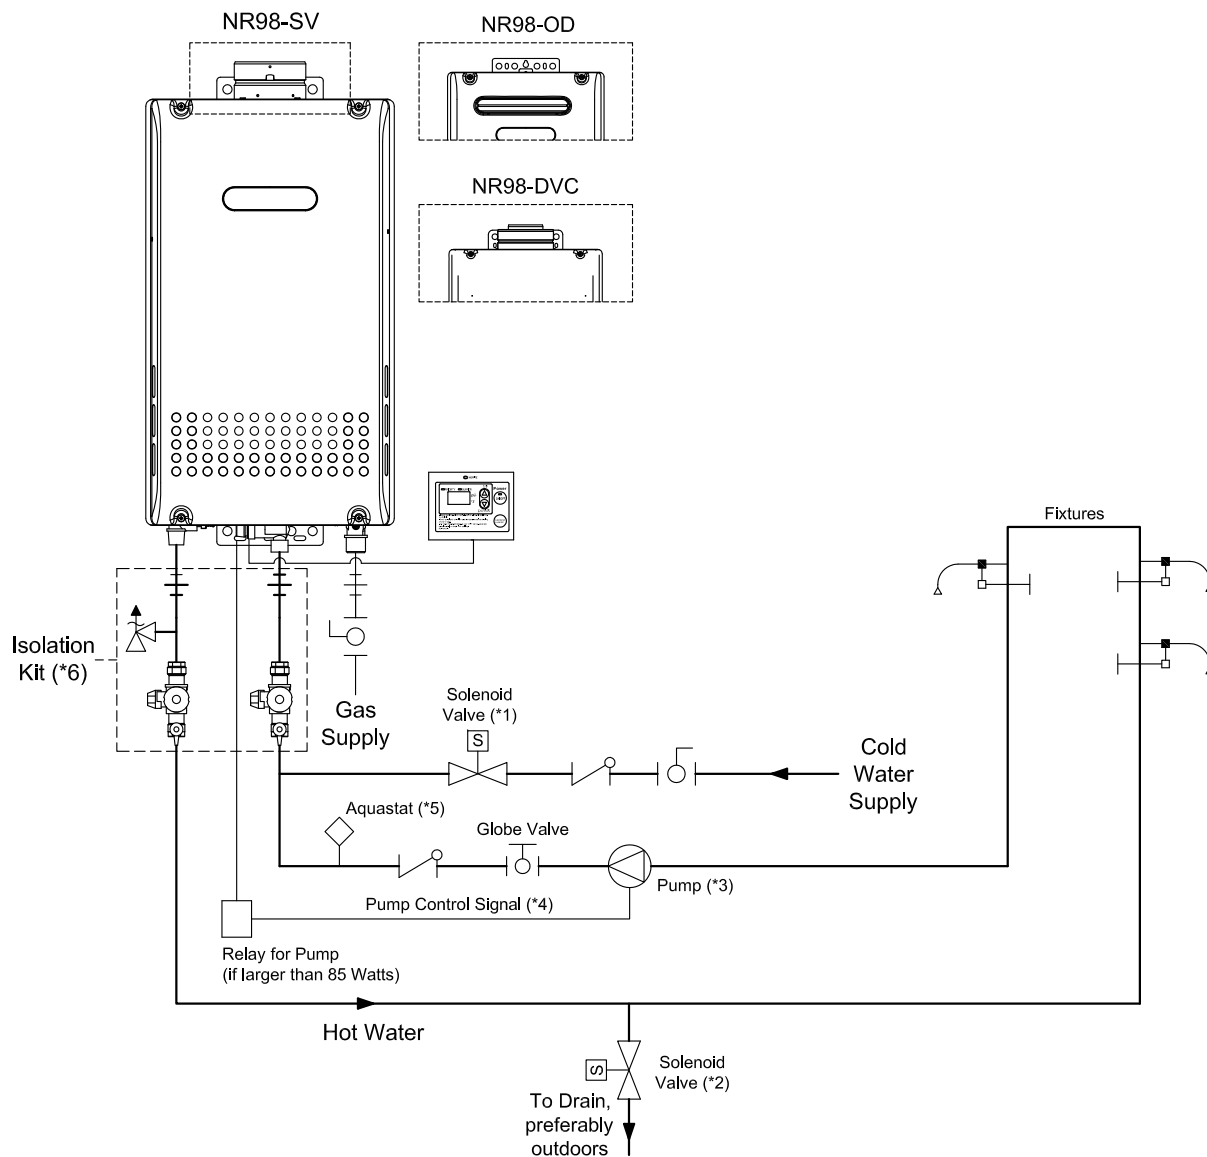 NR98-SV
NR98-OD
NR98-DVC
Fixtures
Isolation
Kit (*6)
Gas
Supply
Solenoid
Valve (*1)
S
Cold
Water
Supply
Aquastat (*5)
Globe Valve
Pump (*3)
Pump Control Signal (*4)
Relay for Pump
(if larger than 85 Watts)
Hot Water
S
Solenoid
Valve (*2)
To Drain,
preferably
outdoors